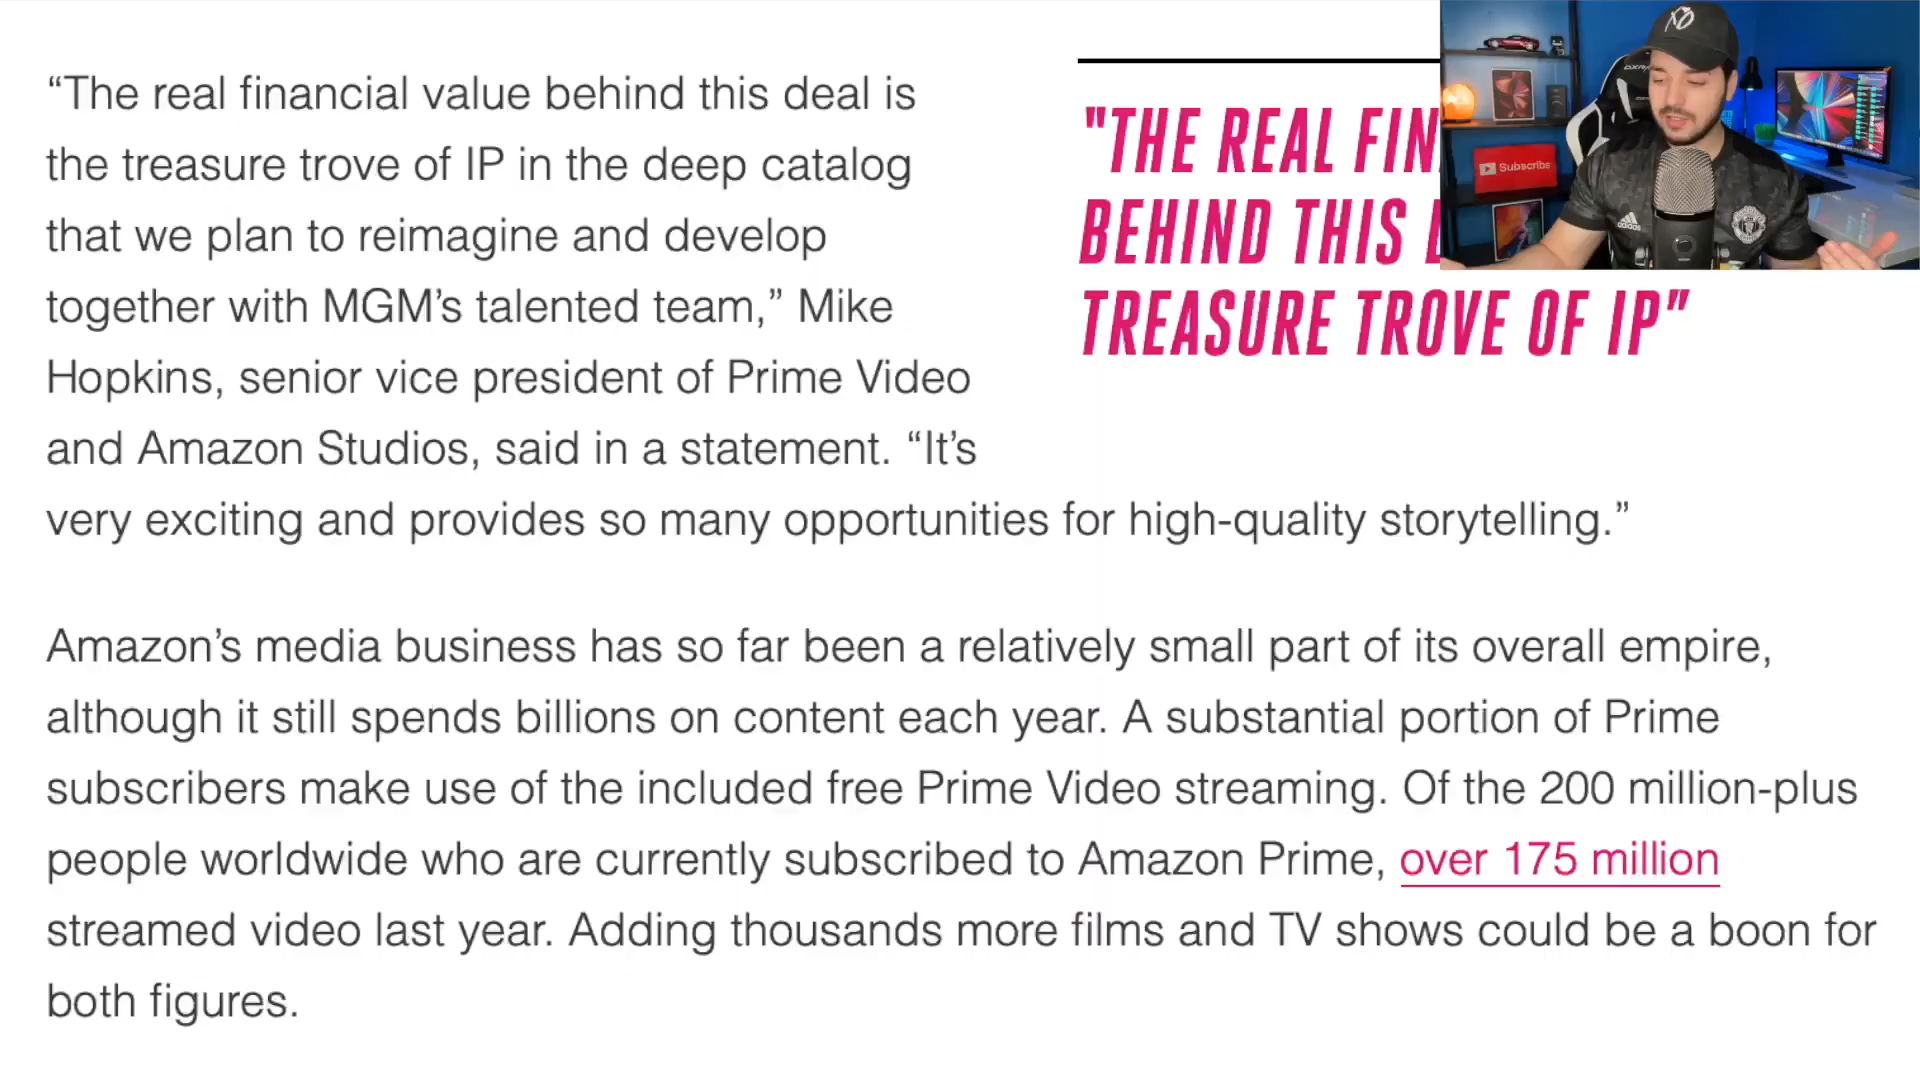 “The real financial value behind this deal is
the treasure trove of IP in the deep catalog
that we plan to reimagine and develop
together with MGM’s talented team,” Mike
Hopkins, senior vice president of Prime Video
and Amazon Studios, said in a statement. “It’s
very exciting and provides so many opportunities for high-quality storytelling.”
Amazon’s media business has so far been a relatively small part of its overall empire,
although it still spends billions on content each year. A substantial portion of Prime
subscribers make use of the included free Prime Video streaming. Of the 200 million-plus
people worldwide who are currently subscribed to Amazon Prime, over 175 million
streamed video last year. Adding thousands more films and TV shows could be a boon for
both figures.
"THE REAL FIN
BEHIND THIS
TREASURE TROVE OF IP"
XO
Subscribe
adidas